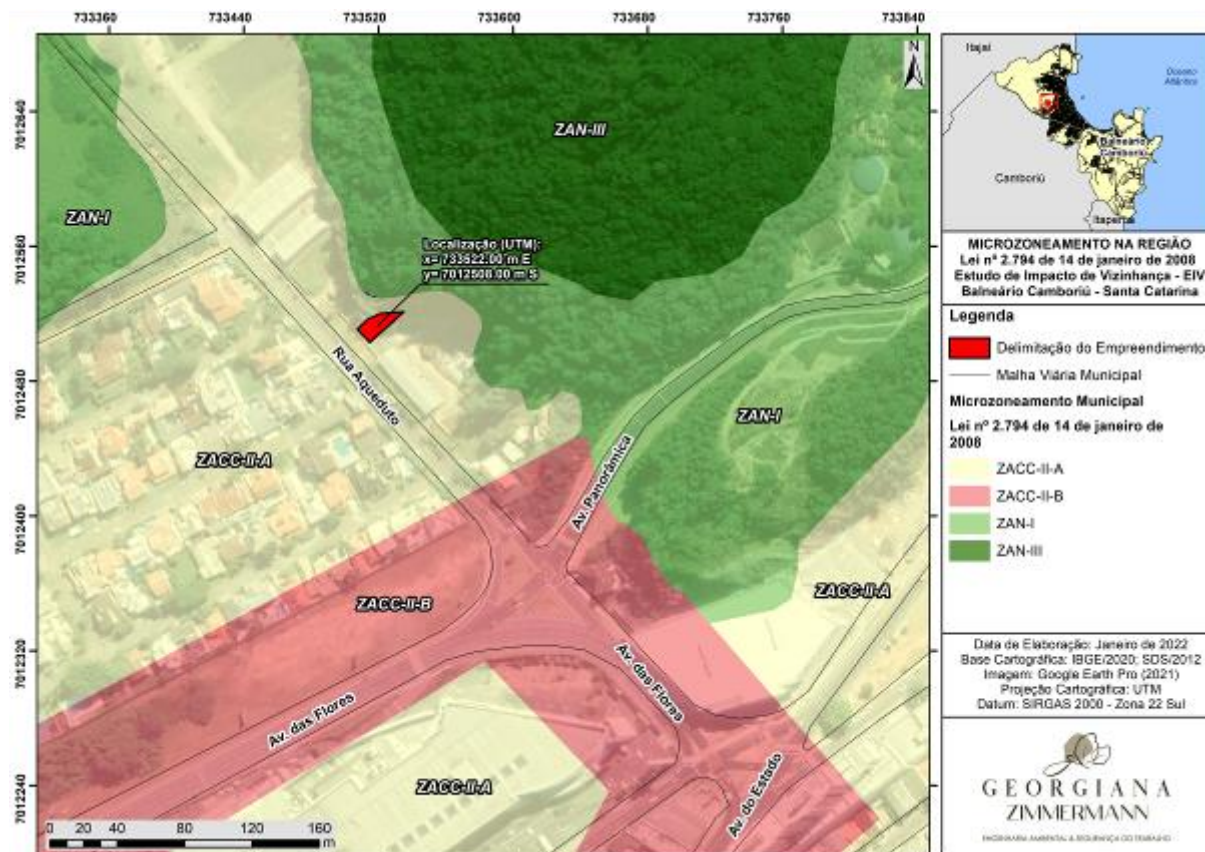 733360 733440 733520 733600 733680 733760 733840
7012640
7012560
7012480
7012400
7012320
7012240
N
ZAN-III
ZAN-I
Localização (UTM):
x= 733522.00 m E
y= 7012508.00 m S
Rua Aqueduto
ZACC-II-A
ZAN-I
Av. Panorâmica
ZACC-II-B
ZACC-II-A
Av. das Flores
Av. das Flores
ZACC-II-A
Av. do Estado
0 20 40 80 120 160
m
Itajaí
Oceano
Atlântico
Balneário
Camboriú
Camboriú
Itapema
MICROZONEAMENTO NA REGIÃO
Lei nº 2.794 de 14 de janeiro de 2008
Estudo de Impacto de Vizinhança - EIV
Balneário Camboriú - Santa Catarina
Legenda
Delimitação do Empreendimento
Malha Viária Municipal
Microzoneamento Municipal
Lei nº 2.794 de 14 de janeiro de
2008
ZACC-II-A
ZACC-II-B
ZAN-I
ZAN-III
Data de Elaboração: Janeiro de 2022
Base Cartográfica: IBGE/2020; SDS/2012
Imagem: Google Earth Pro (2021)
Projeção Cartográfica: UTM
Datum: SIRGAS 2000 - Zona 22 Sul
GEORGIANA
ZIMMERMANN
ENGENHARIA AMBIENTAL & SEGURANÇA DO TRABALHO